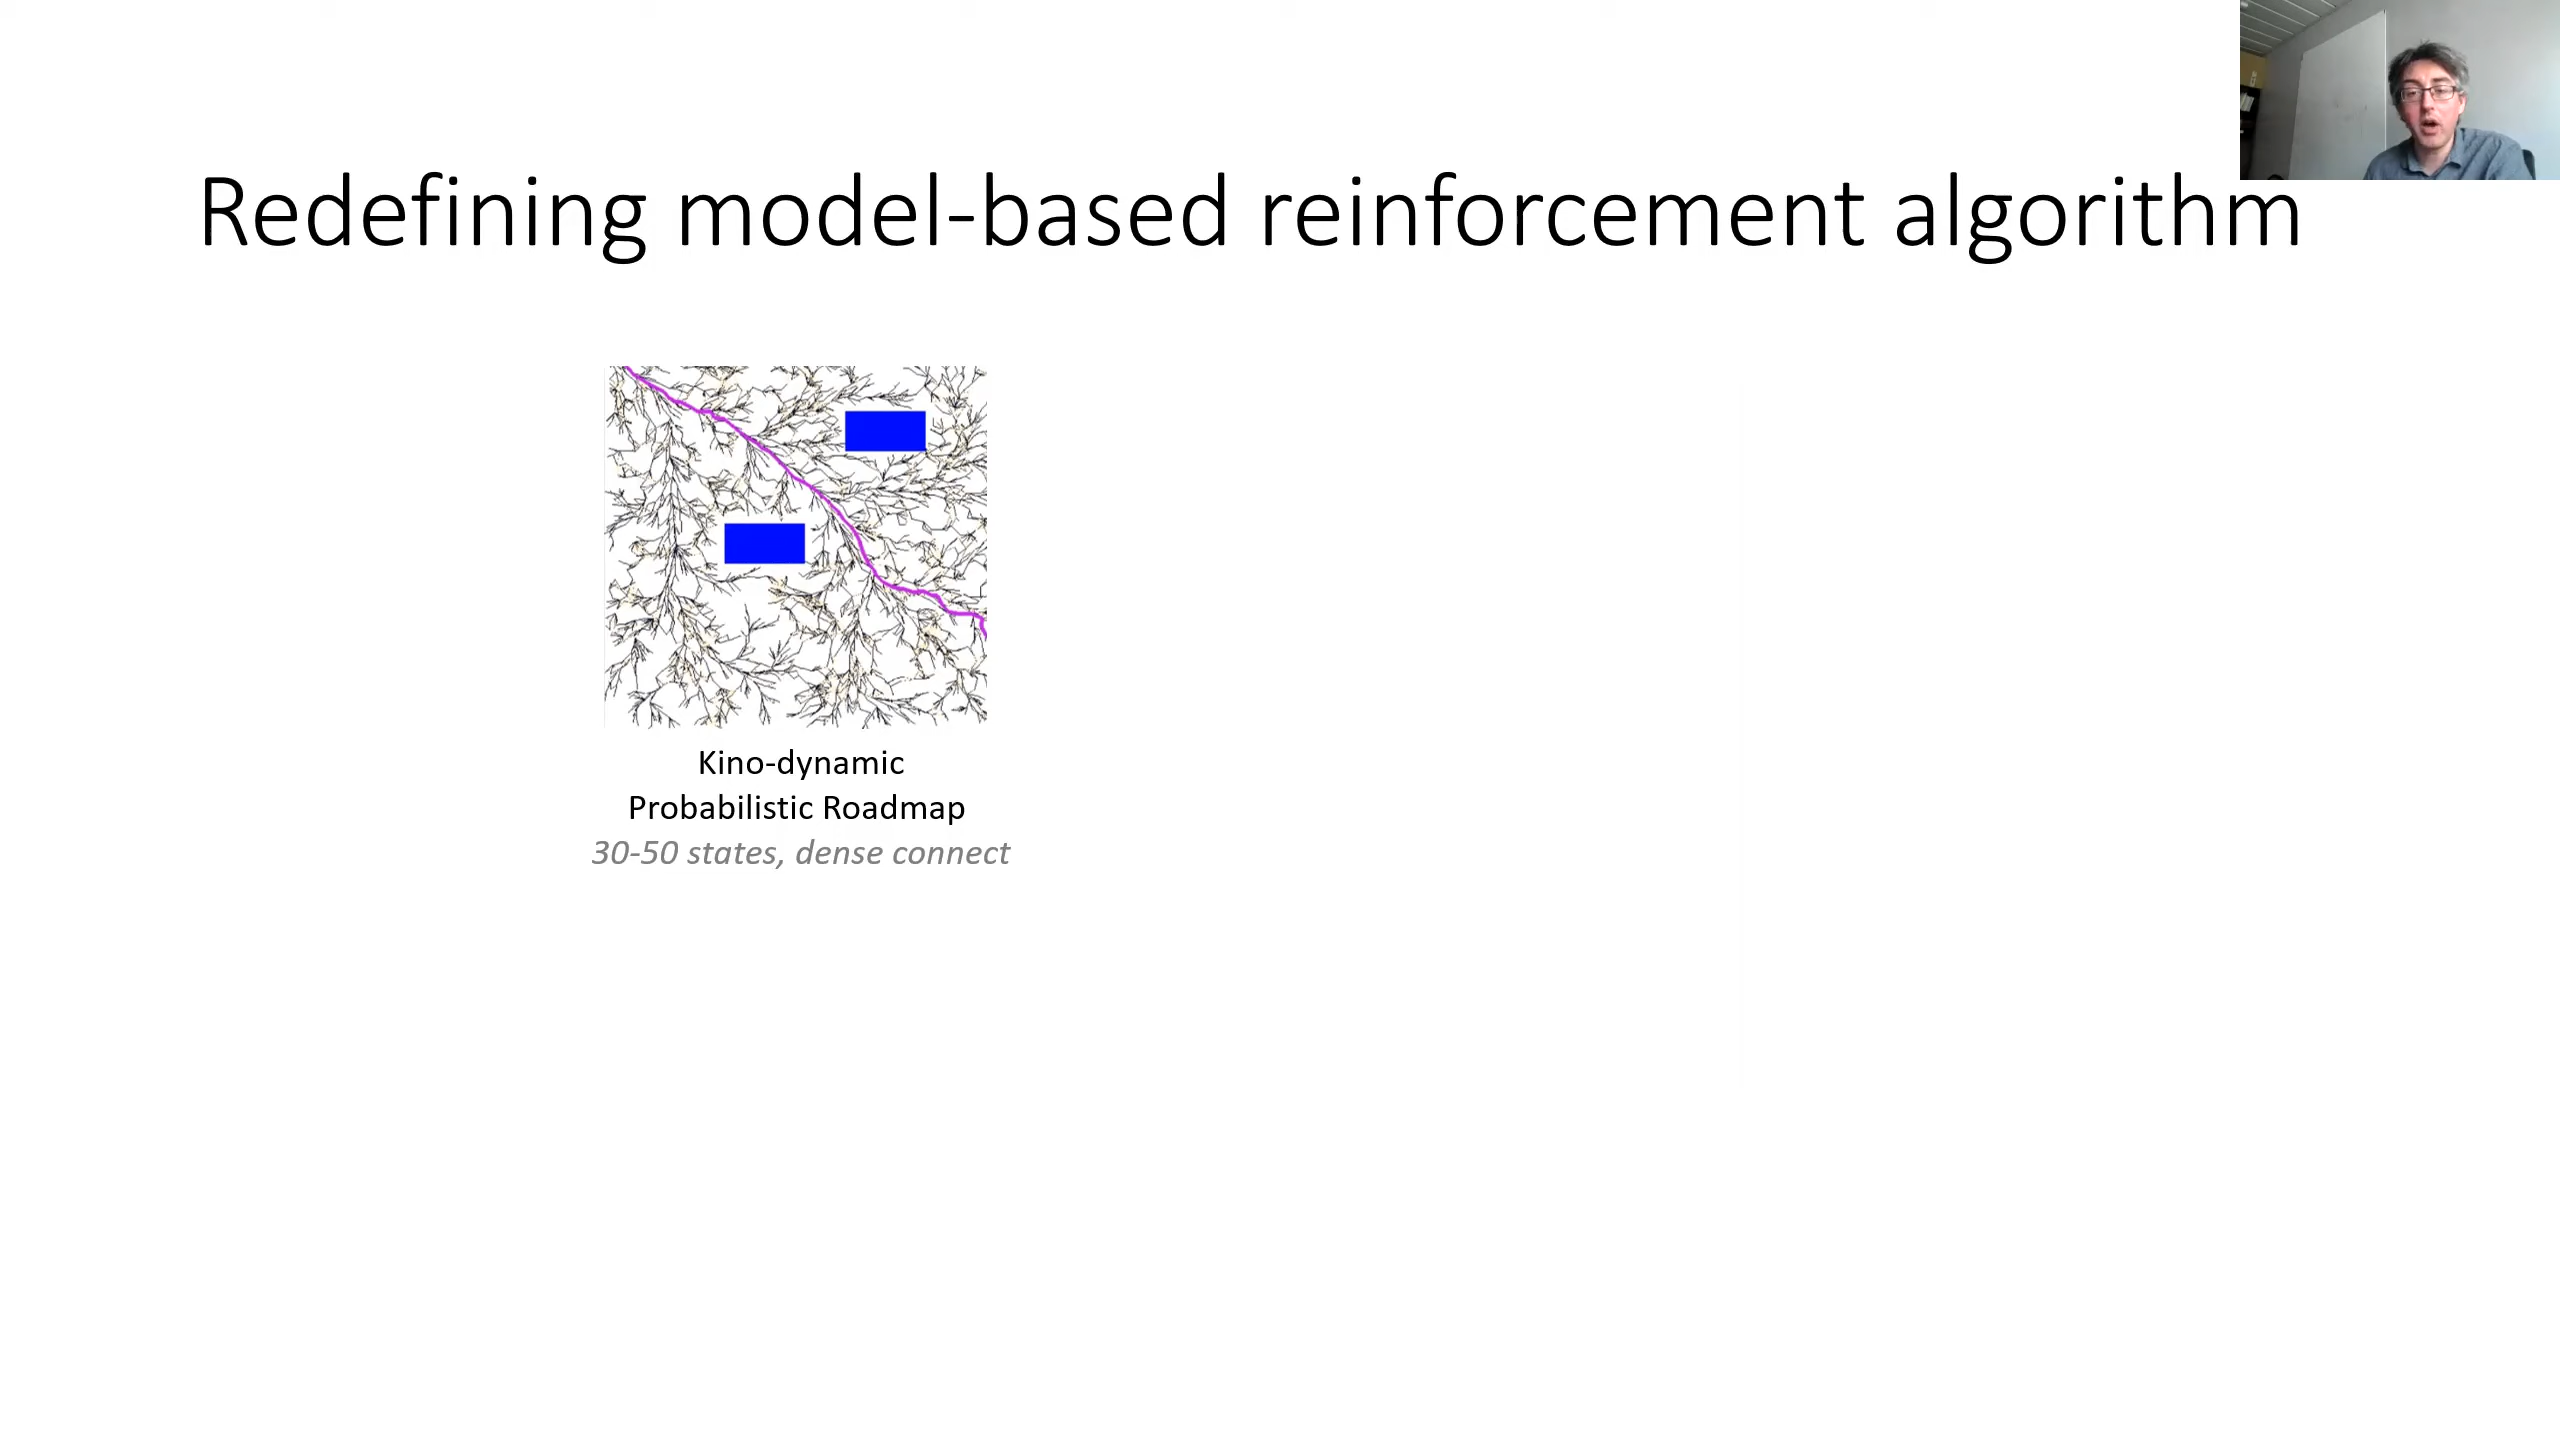 Redefining model-based reinforcement algorithm
Kino-dynamic
Probabilistic Roadmap
30-50 states, dense connect